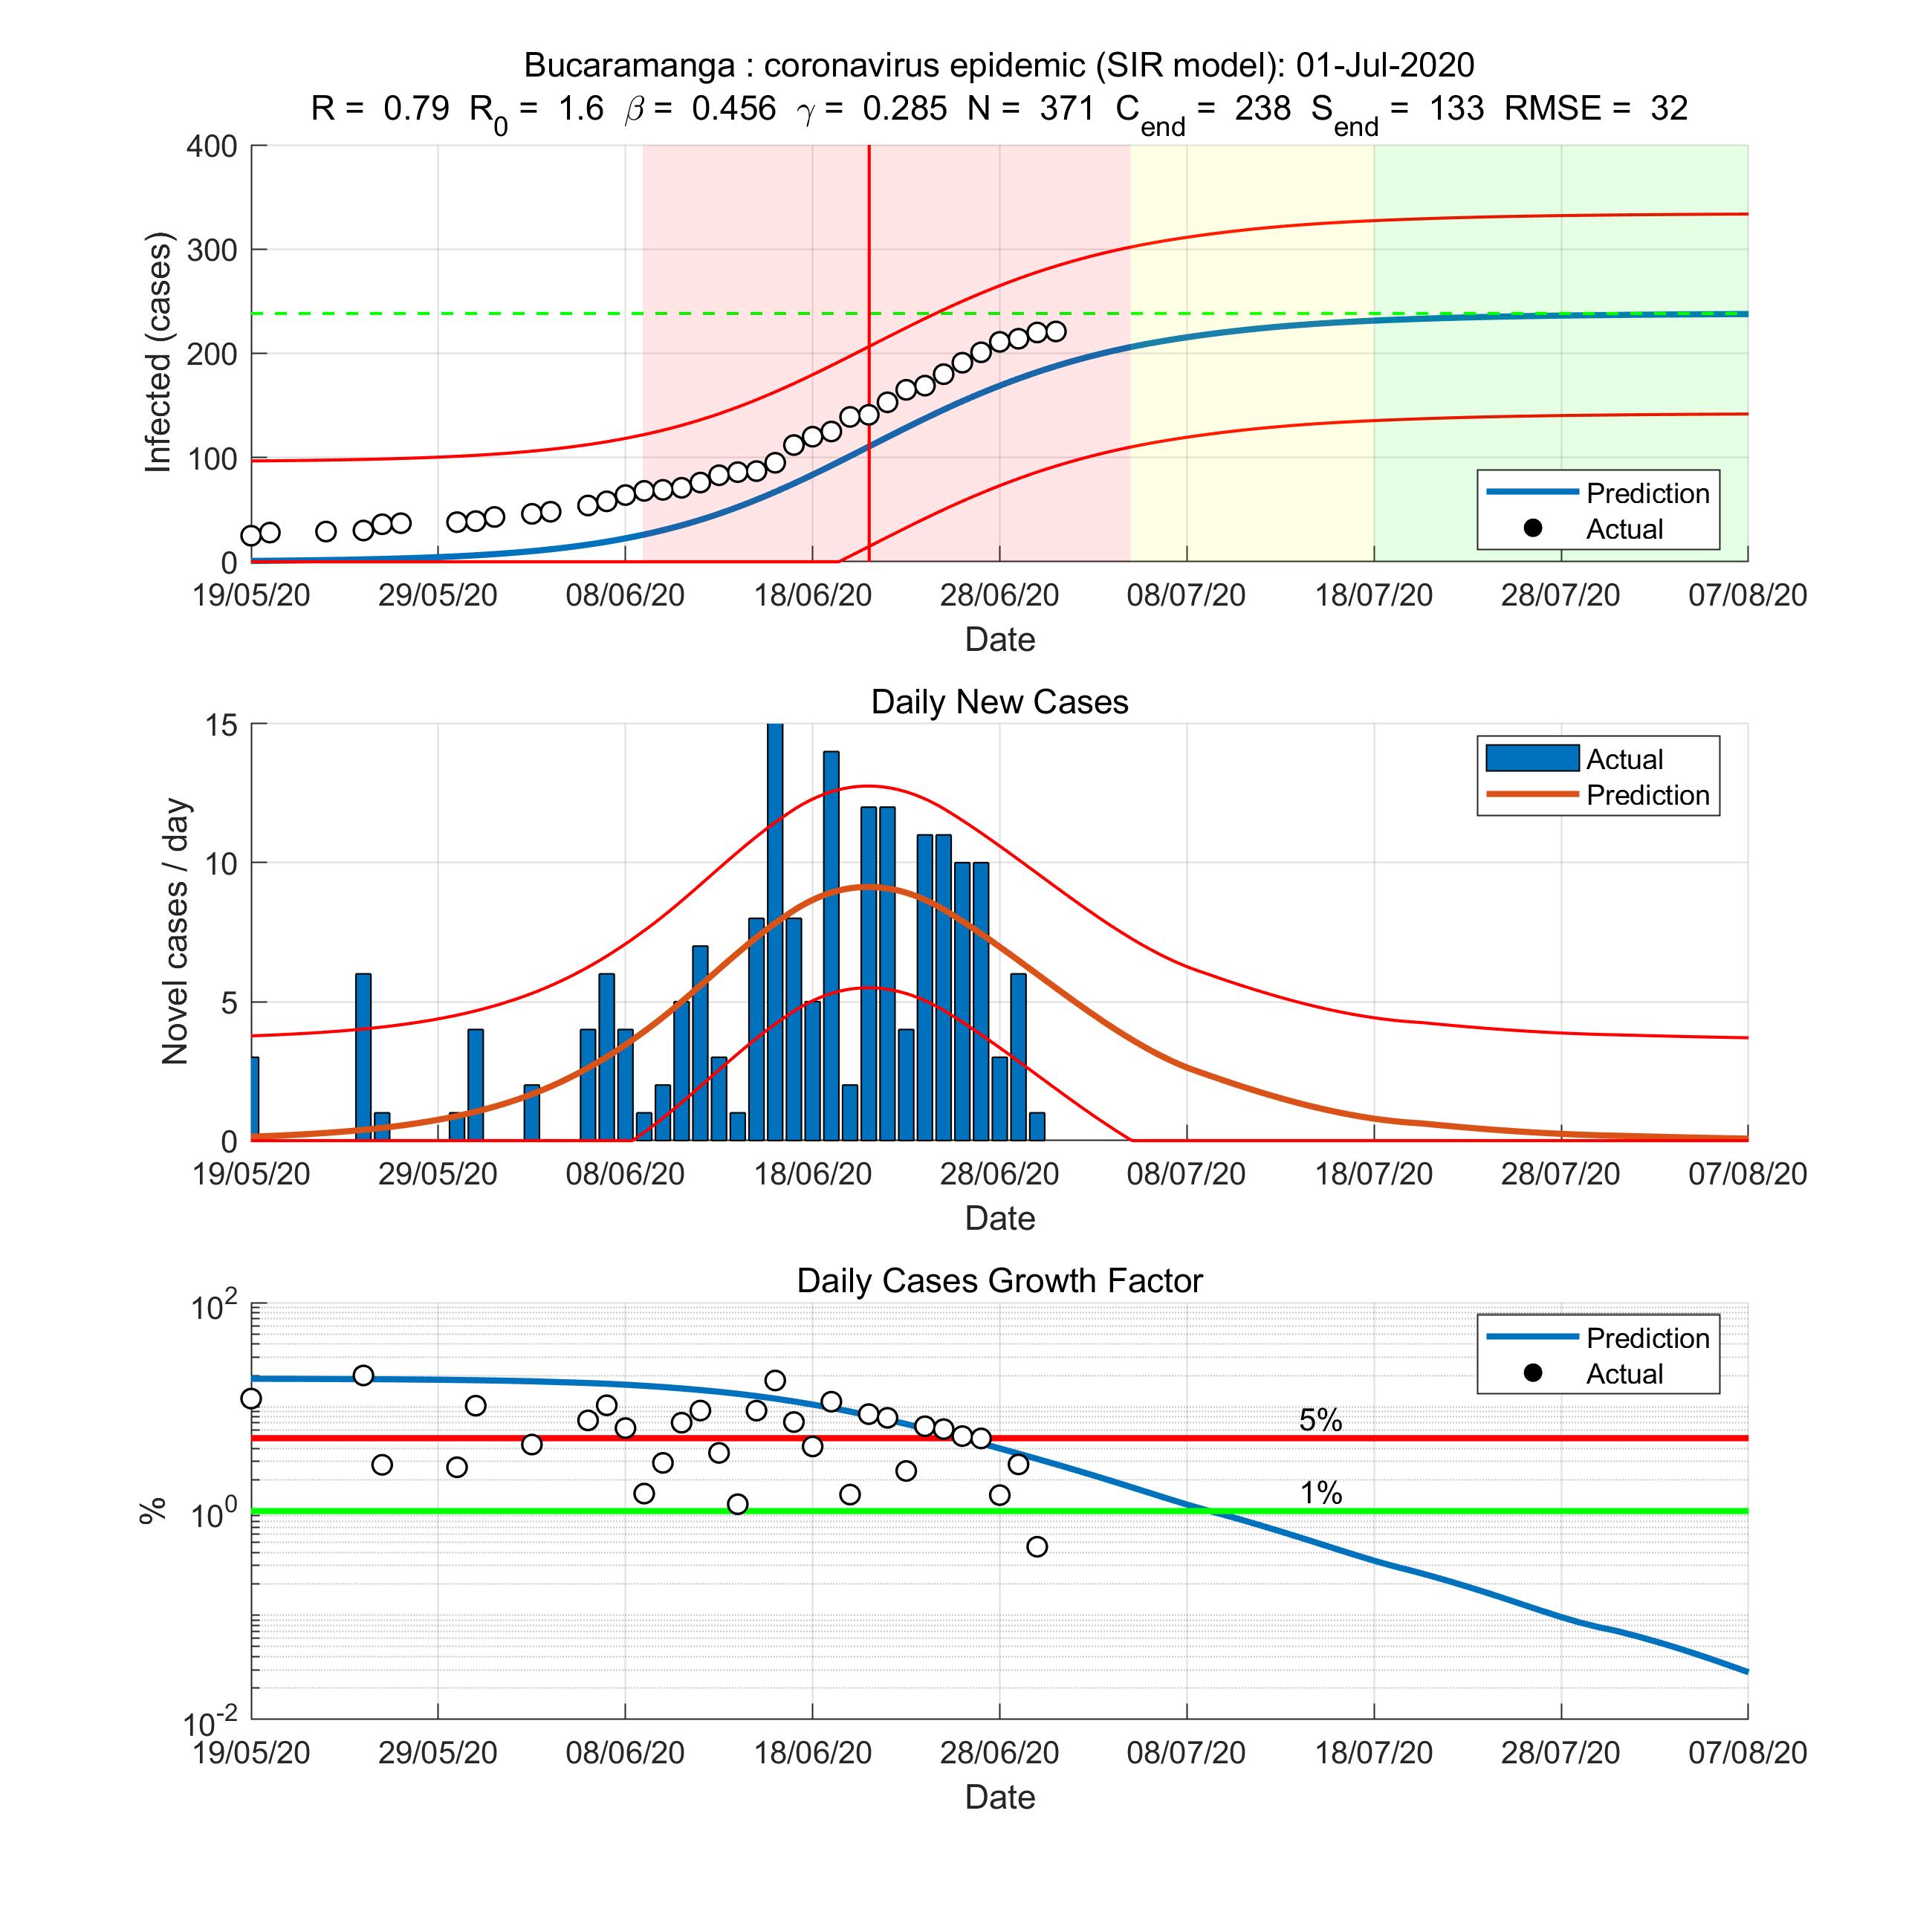 Bucaramanga : coronavirus epidemic (SIR model): 01-Jul-2020
R = 0.79 R0 = 1.6 β = 0.456 γ = 0.285 N = 371 Cend = 238 Send = 133 RMSE = 32
Infected (cases)
400
300
200
100
0
Prediction
Actual
19/05/20 29/05/20 08/06/20 18/06/20 28/06/20 08/07/20 18/07/20 28/07/20 07/08/20
Date
Daily New Cases
Novel cases / day
15
10
5
0
Actual
Prediction
19/05/20 29/05/20 08/06/20 18/06/20 28/06/20 08/07/20 18/07/20 28/07/20 07/08/20
Date
Daily Cases Growth Factor
%
10^2
10^0
10^-2
Prediction
Actual
5%
1%
19/05/20 29/05/20 08/06/20 18/06/20 28/06/20 08/07/20 18/07/20 28/07/20 07/08/20
Date